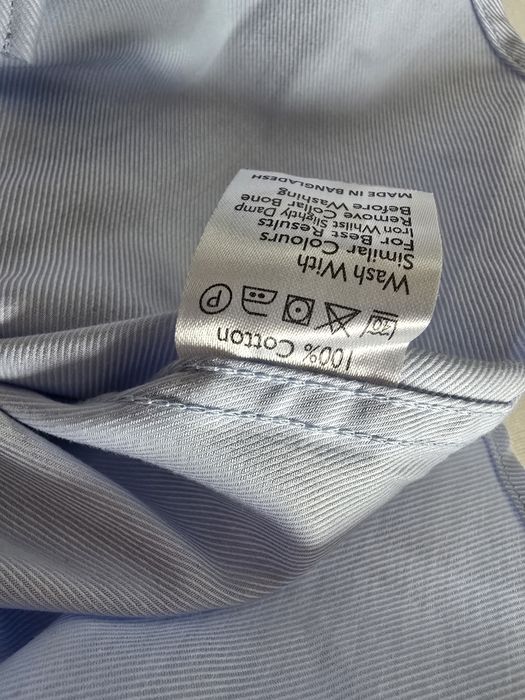 100% Cotton
40 P
Wash With
Similar Colours
For Best Results
Iron Whilst Slightly Damp
Remove Collar Bone
Before Washing
MADE IN BANGLADESH